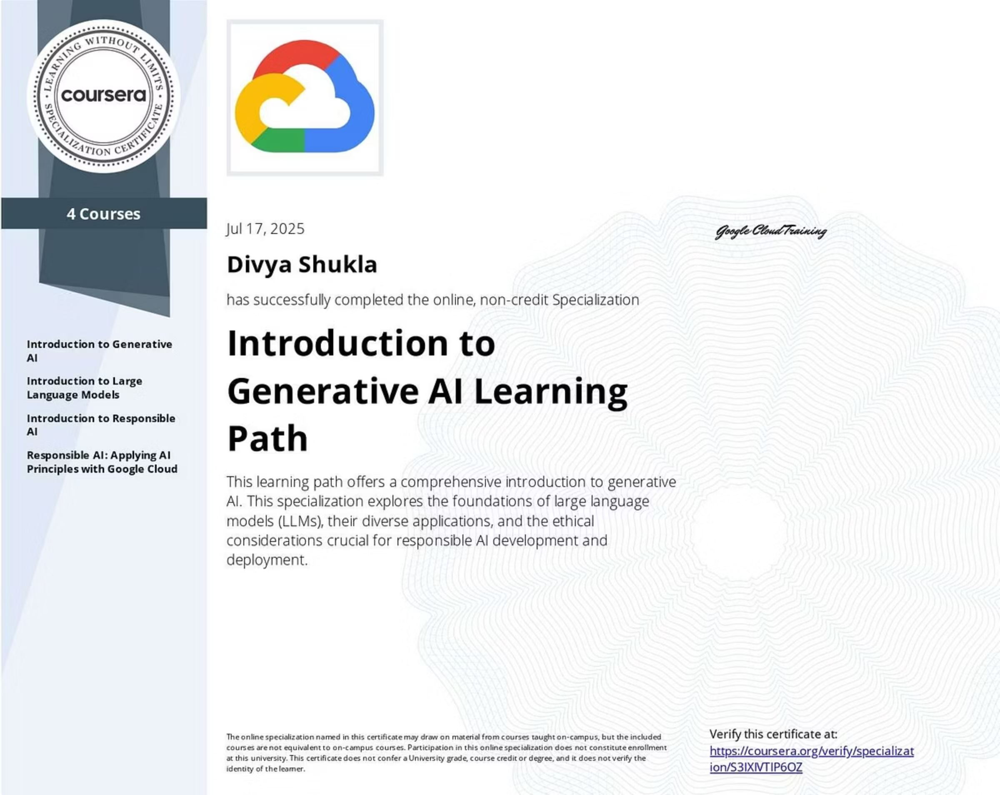 LEARNING WITHOUT LIMITS
coursera
SPECIALIZATION CERTIFICATE
4 Courses
Introduction to Generative
AI
Introduction to Large
Language Models
Introduction to Responsible
AI
Responsible AI: Applying AI
Principles with Google Cloud
Jul 17, 2025
Divya Shukla
has successfully completed the online, non-credit Specialization
Introduction to
Generative AI Learning
Path
This learning path offers a comprehensive introduction to generative
AI. This specialization explores the foundations of large language
models (LLMs), their diverse applications, and the ethical
considerations crucial for responsible AI development and
deployment.
Google Cloud Training
The online specialization named in this certificate may draw on material from courses taught on-campus, but the included
courses are not equivalent to on-campus courses. Participation in this online specialization does not constitute enrollment
at this university. This certificate does not confer a University grade, course credit or degree, and it does not verify the
identity of the learner.
Verify this certificate at:
https://coursera.org/verify/specializat
ion/S3IXIVTIP6OZ